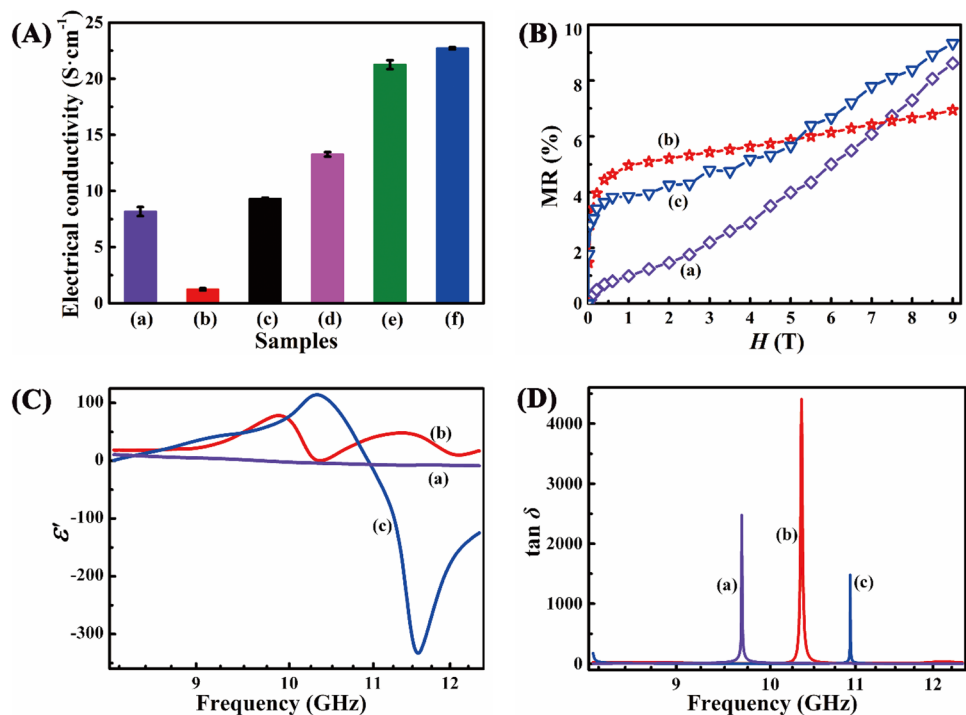 (A)
Electrical conductivity (S·cm⁻¹)
25
20
15
10
5
0
(a) (b) (c) (d) (e) (f)
Samples
(B)
MR (%)
10
8
6
4
2
0
(b)
(c)
(a)
0 1 2 3 4 5 6 7 8 9
H (T)
(C)
ε'
100
0
-100
-200
-300
(b)
(a)
(c)
9 10 11 12
Frequency (GHz)
(D)
tan δ
4000
3000
2000
1000
0
(a)
(b)
(c)
9 10 11 12
Frequency (GHz)